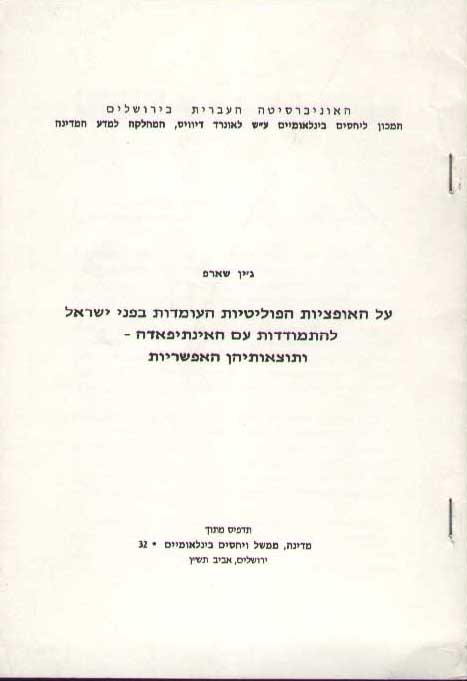 האוניברסיטה העברית בירושלים
המכון ליחסים בינלאומיים ע״ש לאונרד דיוויס, המחלקה למדע המדינה
ג׳ין שארפ
על האופציות הפוליטיות העומדות בפני ישראל
להתמודדות עם האינתיפאדה –
ותוצאותיהן האפשריות
תדפיס מתוך
מדינה, ממשל ויחסים בינלאומיים • 32
ירושלים, אביב תש״ץ